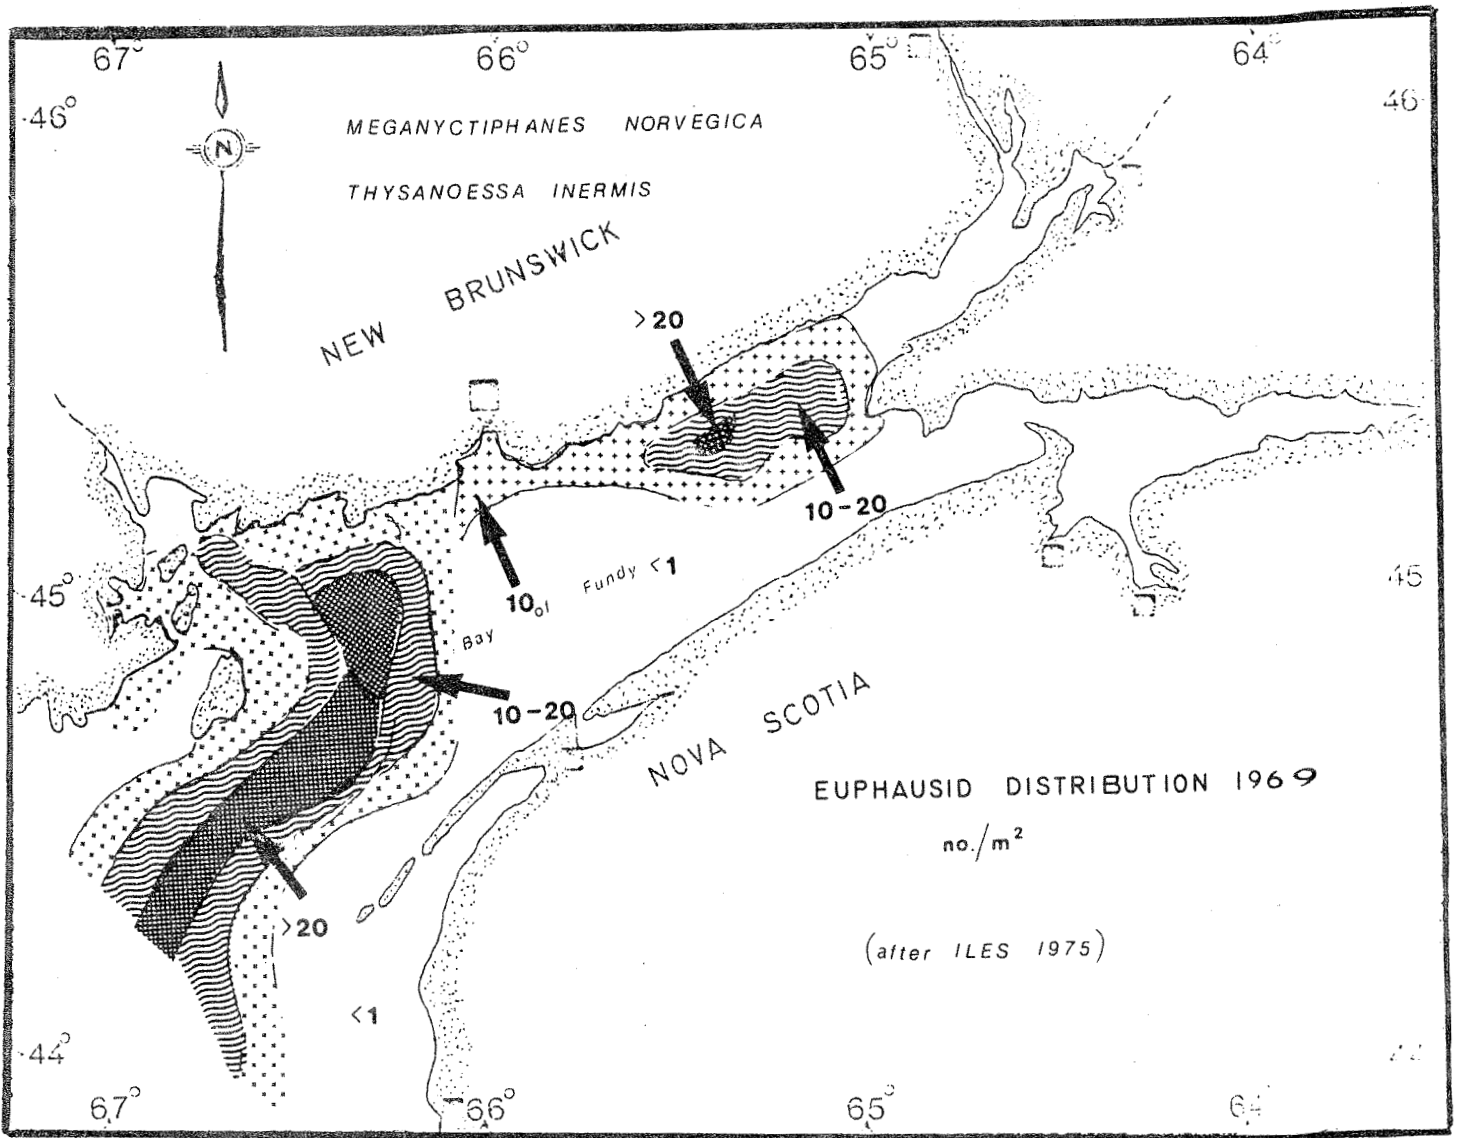 67° 66° 65° 64°
46° 46
MEGANYCTIPHANES NORVEGICA
N
THYSANOESSA INERMIS
NEW BRUNSWICK
>20
10-20
<1
Bay Fundy
45° 45
10
10-20
NOVA SCOTIA
EUPHAUSID DISTRIBUTION 1969
no./m²
>20
(after ILES 1975)
<1
44°
67° 66° 65° 64